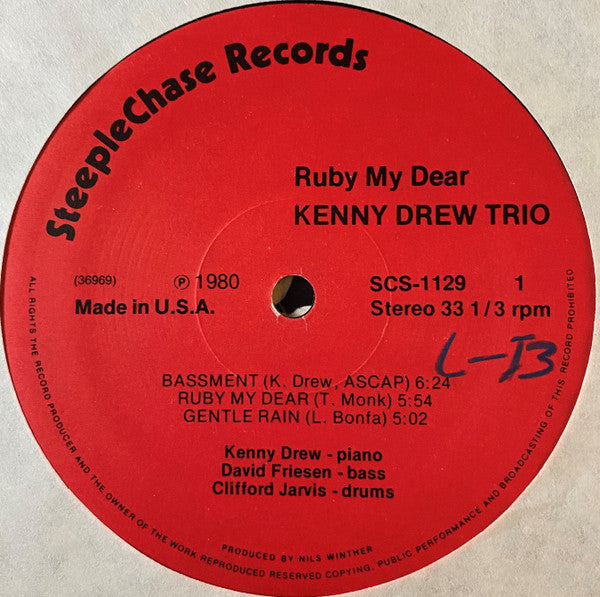 SteepleChase Records
Ruby My Dear
KENNY DREW TRIO
(36969)
℗ 1980
Made in U.S.A.
SCS-1129 1
Stereo 33 1/3 rpm
L-I3
BASSMENT (K. Drew, ASCAP) 6:24
RUBY MY DEAR (T. Monk) 5:54
GENTLE RAIN (L. Bonfa) 5:02
Kenny Drew - piano
David Friesen - bass
Clifford Jarvis - drums
PRODUCED BY NILS WINTHER
ALL RIGHTS THE RECORD PRODUCER AND THE OWNER OF THE WORK REPRODUCED RESERVED COPYING, PUBLIC PERFORMANCE AND BROADCASTING OF THIS RECORD PROHIBITED